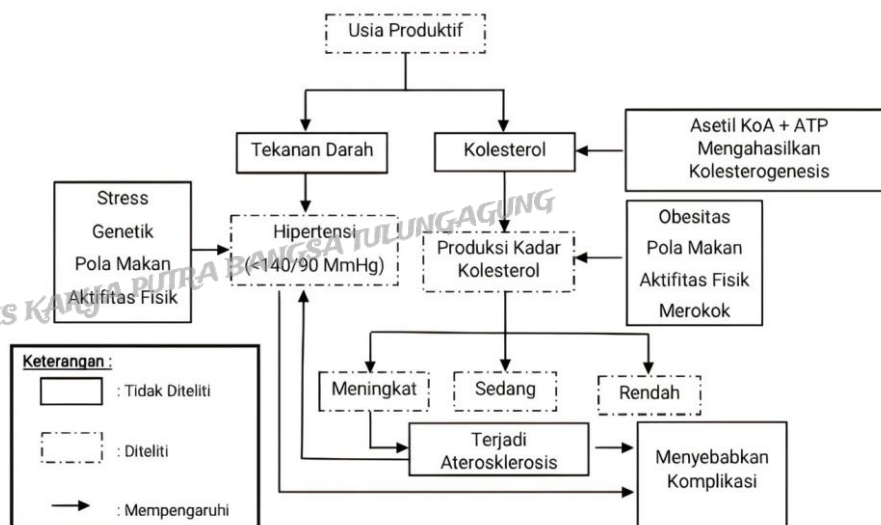 Usia Produktif
Tekanan Darah
Kolesterol
Asetil KoA + ATP
Mengahasilkan
Kolesterogenesis
Stress
Genetik
Pola Makan
Aktifitas Fisik
Hipertensi
(<140/90 MmHg)
Produksi Kadar
Kolesterol
Obesitas
Pola Makan
Aktifitas Fisik
Merokok
KARYA PUTRA BANGSA TULUNGAGUNG
Keterangan :
: Tidak Diteliti
: Diteliti
: Mempengaruhi
Meningkat
Sedang
Rendah
Terjadi
Aterosklerosis
Menyebabkan
Komplikasi